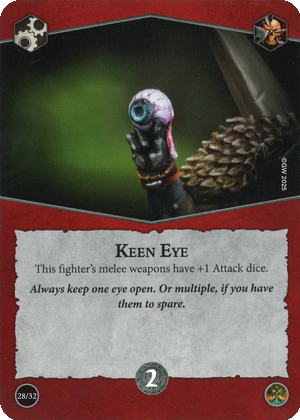 ©GW 2025
KEEN EYE
This fighter's melee weapons have +1 Attack dice.
Always keep one eye open. Or multiple, if you have
them to spare.
2
28/32